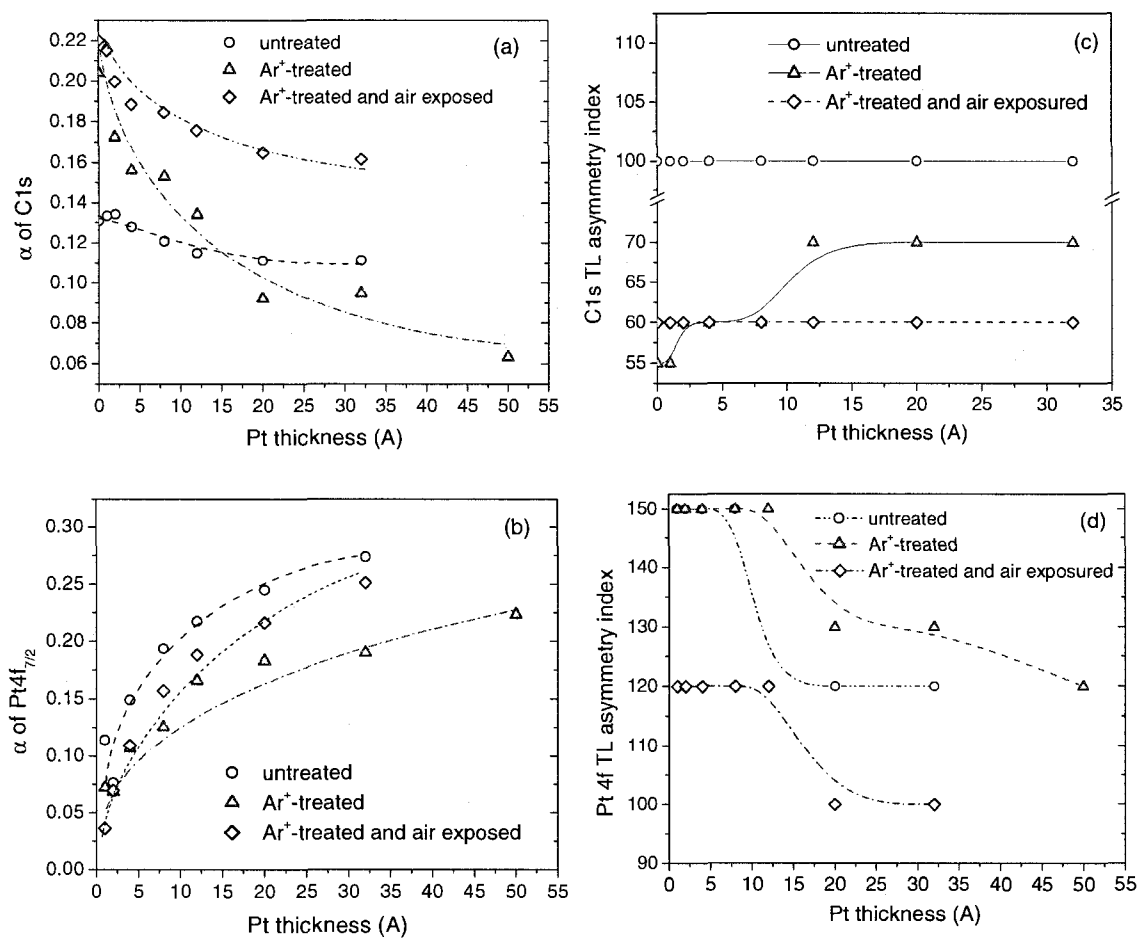 (a)
untreated
Ar⁺-treated
Ar⁺-treated and air exposed
0.22
0.20
0.18
0.16
0.14
0.12
0.10
0.08
0.06
α of C1s
0 5 10 15 20 25 30 35 40 45 50 55
Pt thickness (A)
(c)
untreated
Ar⁺-treated
Ar⁺-treated and air exposured
110
105
100
70
65
60
55
C1s TL asymmetry index
0 5 10 15 20 25 30 35
Pt thickness (A)
(b)
0.30
0.25
0.20
0.15
0.10
0.05
0.00
α of Pt4f7/2
untreated
Ar⁺-treated
Ar⁺-treated and air exposed
0 5 10 15 20 25 30 35 40 45 50 55
Pt thickness (A)
(d)
untreated
Ar⁺-treated
Ar⁺-treated and air exposured
150
140
130
120
110
100
90
Pt 4f TL asymmetry index
0 5 10 15 20 25 30 35 40 45 50 55
Pt thickness (A)